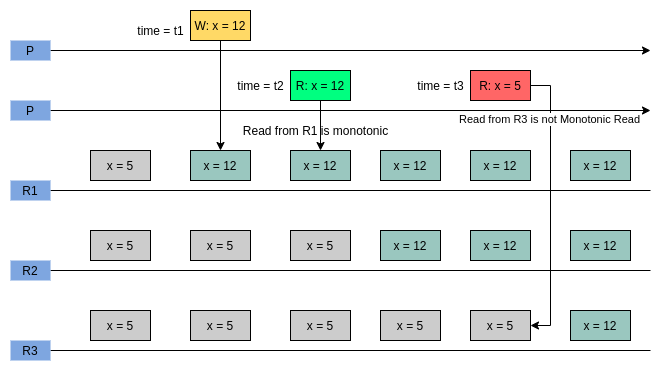 W: x = 12
time = t1
P
time = t2
R: x = 12
time = t3
R: x = 5
P
Read from R3 is not Monotonic Read
Read from R1 is monotonic
x = 5
x = 12
x = 12
x = 12
x = 12
x = 12
R1
x = 5
x = 5
x = 5
x = 12
x = 12
x = 12
R2
x = 5
x = 5
x = 5
x = 5
x = 5
x = 12
R3